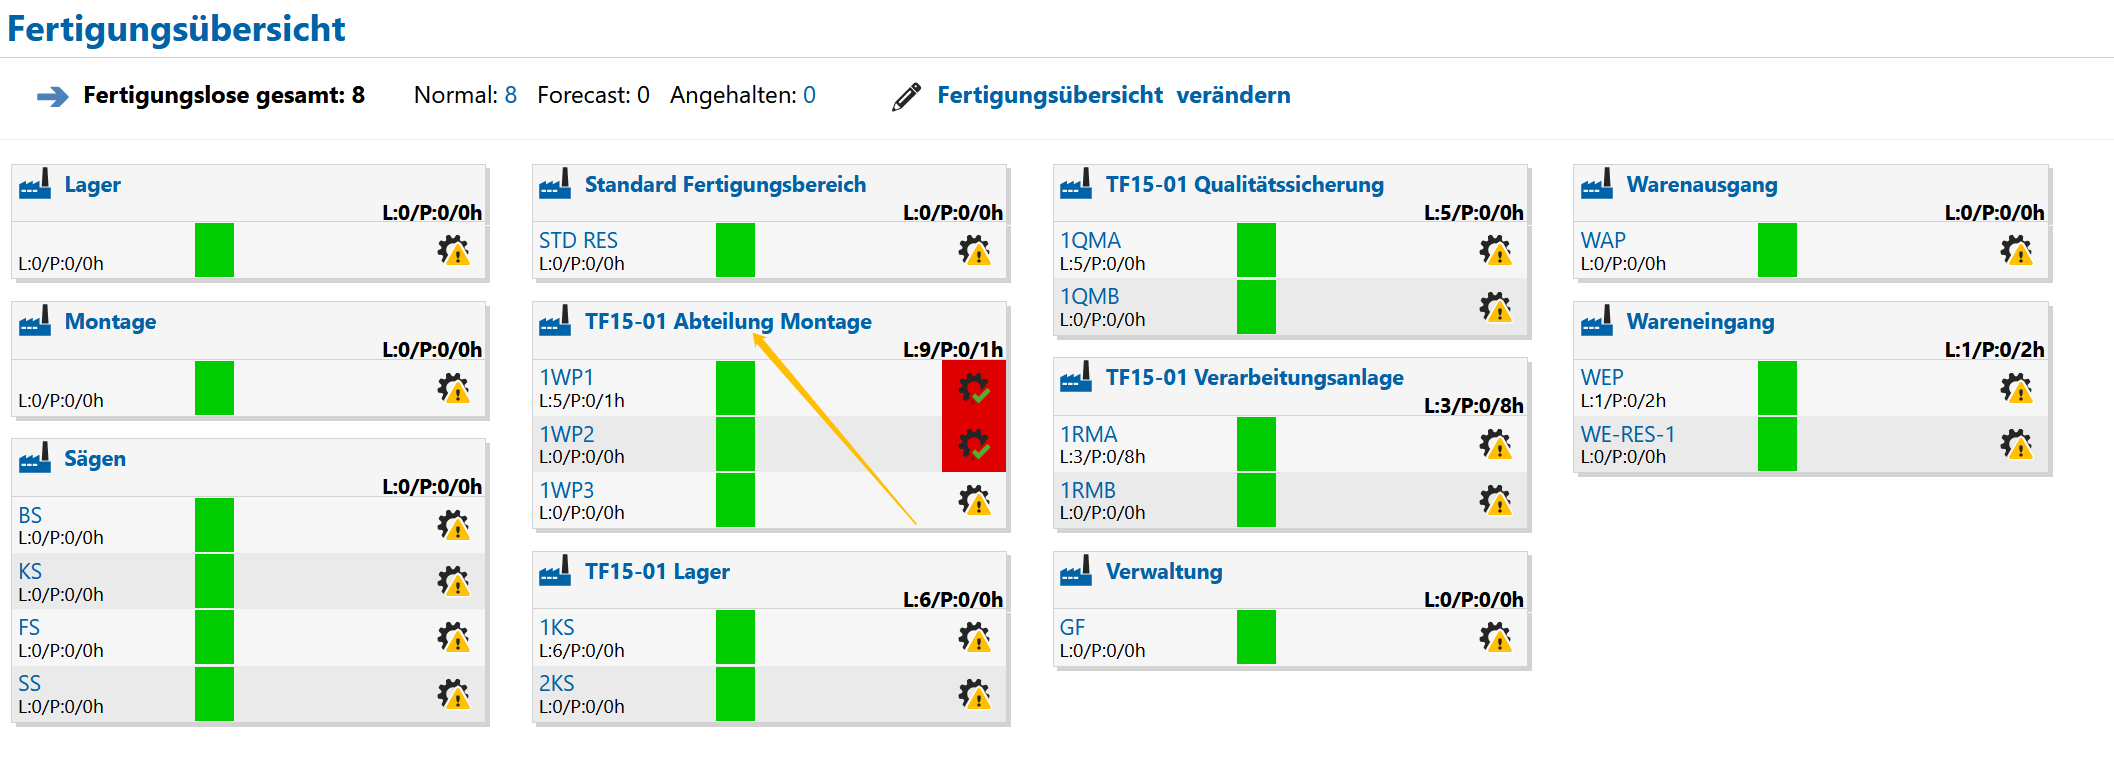 Fertigungsübersicht
Fertigungslose gesamt: 8 Normal: 8 Forecast: 0 Angehalten: 0 Fertigungsübersicht verändern
Lager
L:0/P:0/0h
L:0/P:0/0h
Montage
L:0/P:0/0h
L:0/P:0/0h
Sägen
L:0/P:0/0h
BS
L:0/P:0/0h
KS
L:0/P:0/0h
FS
L:0/P:0/0h
SS
L:0/P:0/0h
Standard Fertigungsbereich
L:0/P:0/0h
STD RES
L:0/P:0/0h
TF15-01 Abteilung Montage
L:9/P:0/1h
1WP1
L:5/P:0/1h
1WP2
L:0/P:0/0h
1WP3
L:0/P:0/0h
TF15-01 Lager
L:6/P:0/0h
1KS
L:6/P:0/0h
2KS
L:0/P:0/0h
TF15-01 Qualitätssicherung
L:5/P:0/0h
1QMA
L:5/P:0/0h
1QMB
L:0/P:0/0h
TF15-01 Verarbeitungsanlage
L:3/P:0/8h
1RMA
L:3/P:0/8h
1RMB
L:0/P:0/0h
Verwaltung
L:0/P:0/0h
GF
L:0/P:0/0h
Warenausgang
L:0/P:0/0h
WAP
L:0/P:0/0h
Wareneingang
L:1/P:0/2h
WEP
L:1/P:0/2h
WE-RES-1
L:0/P:0/0h